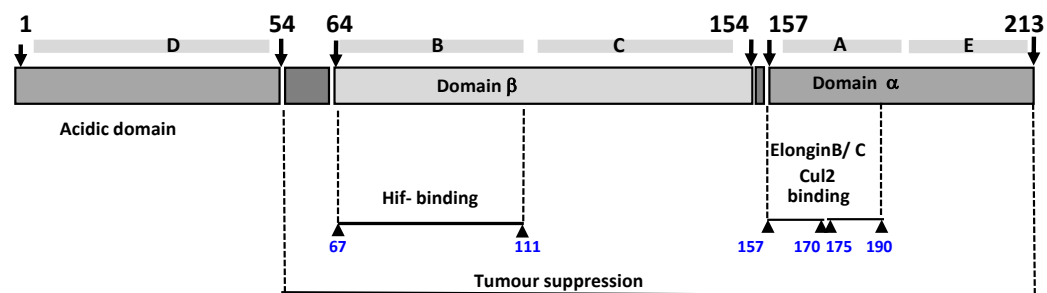 1 54 64 154 157 213
D B C A E
Domain β Domain α
Acidic domain
ElonginB/ C
Cul2
binding
Hif- binding
67 111 157 170 175 190
Tumour suppression